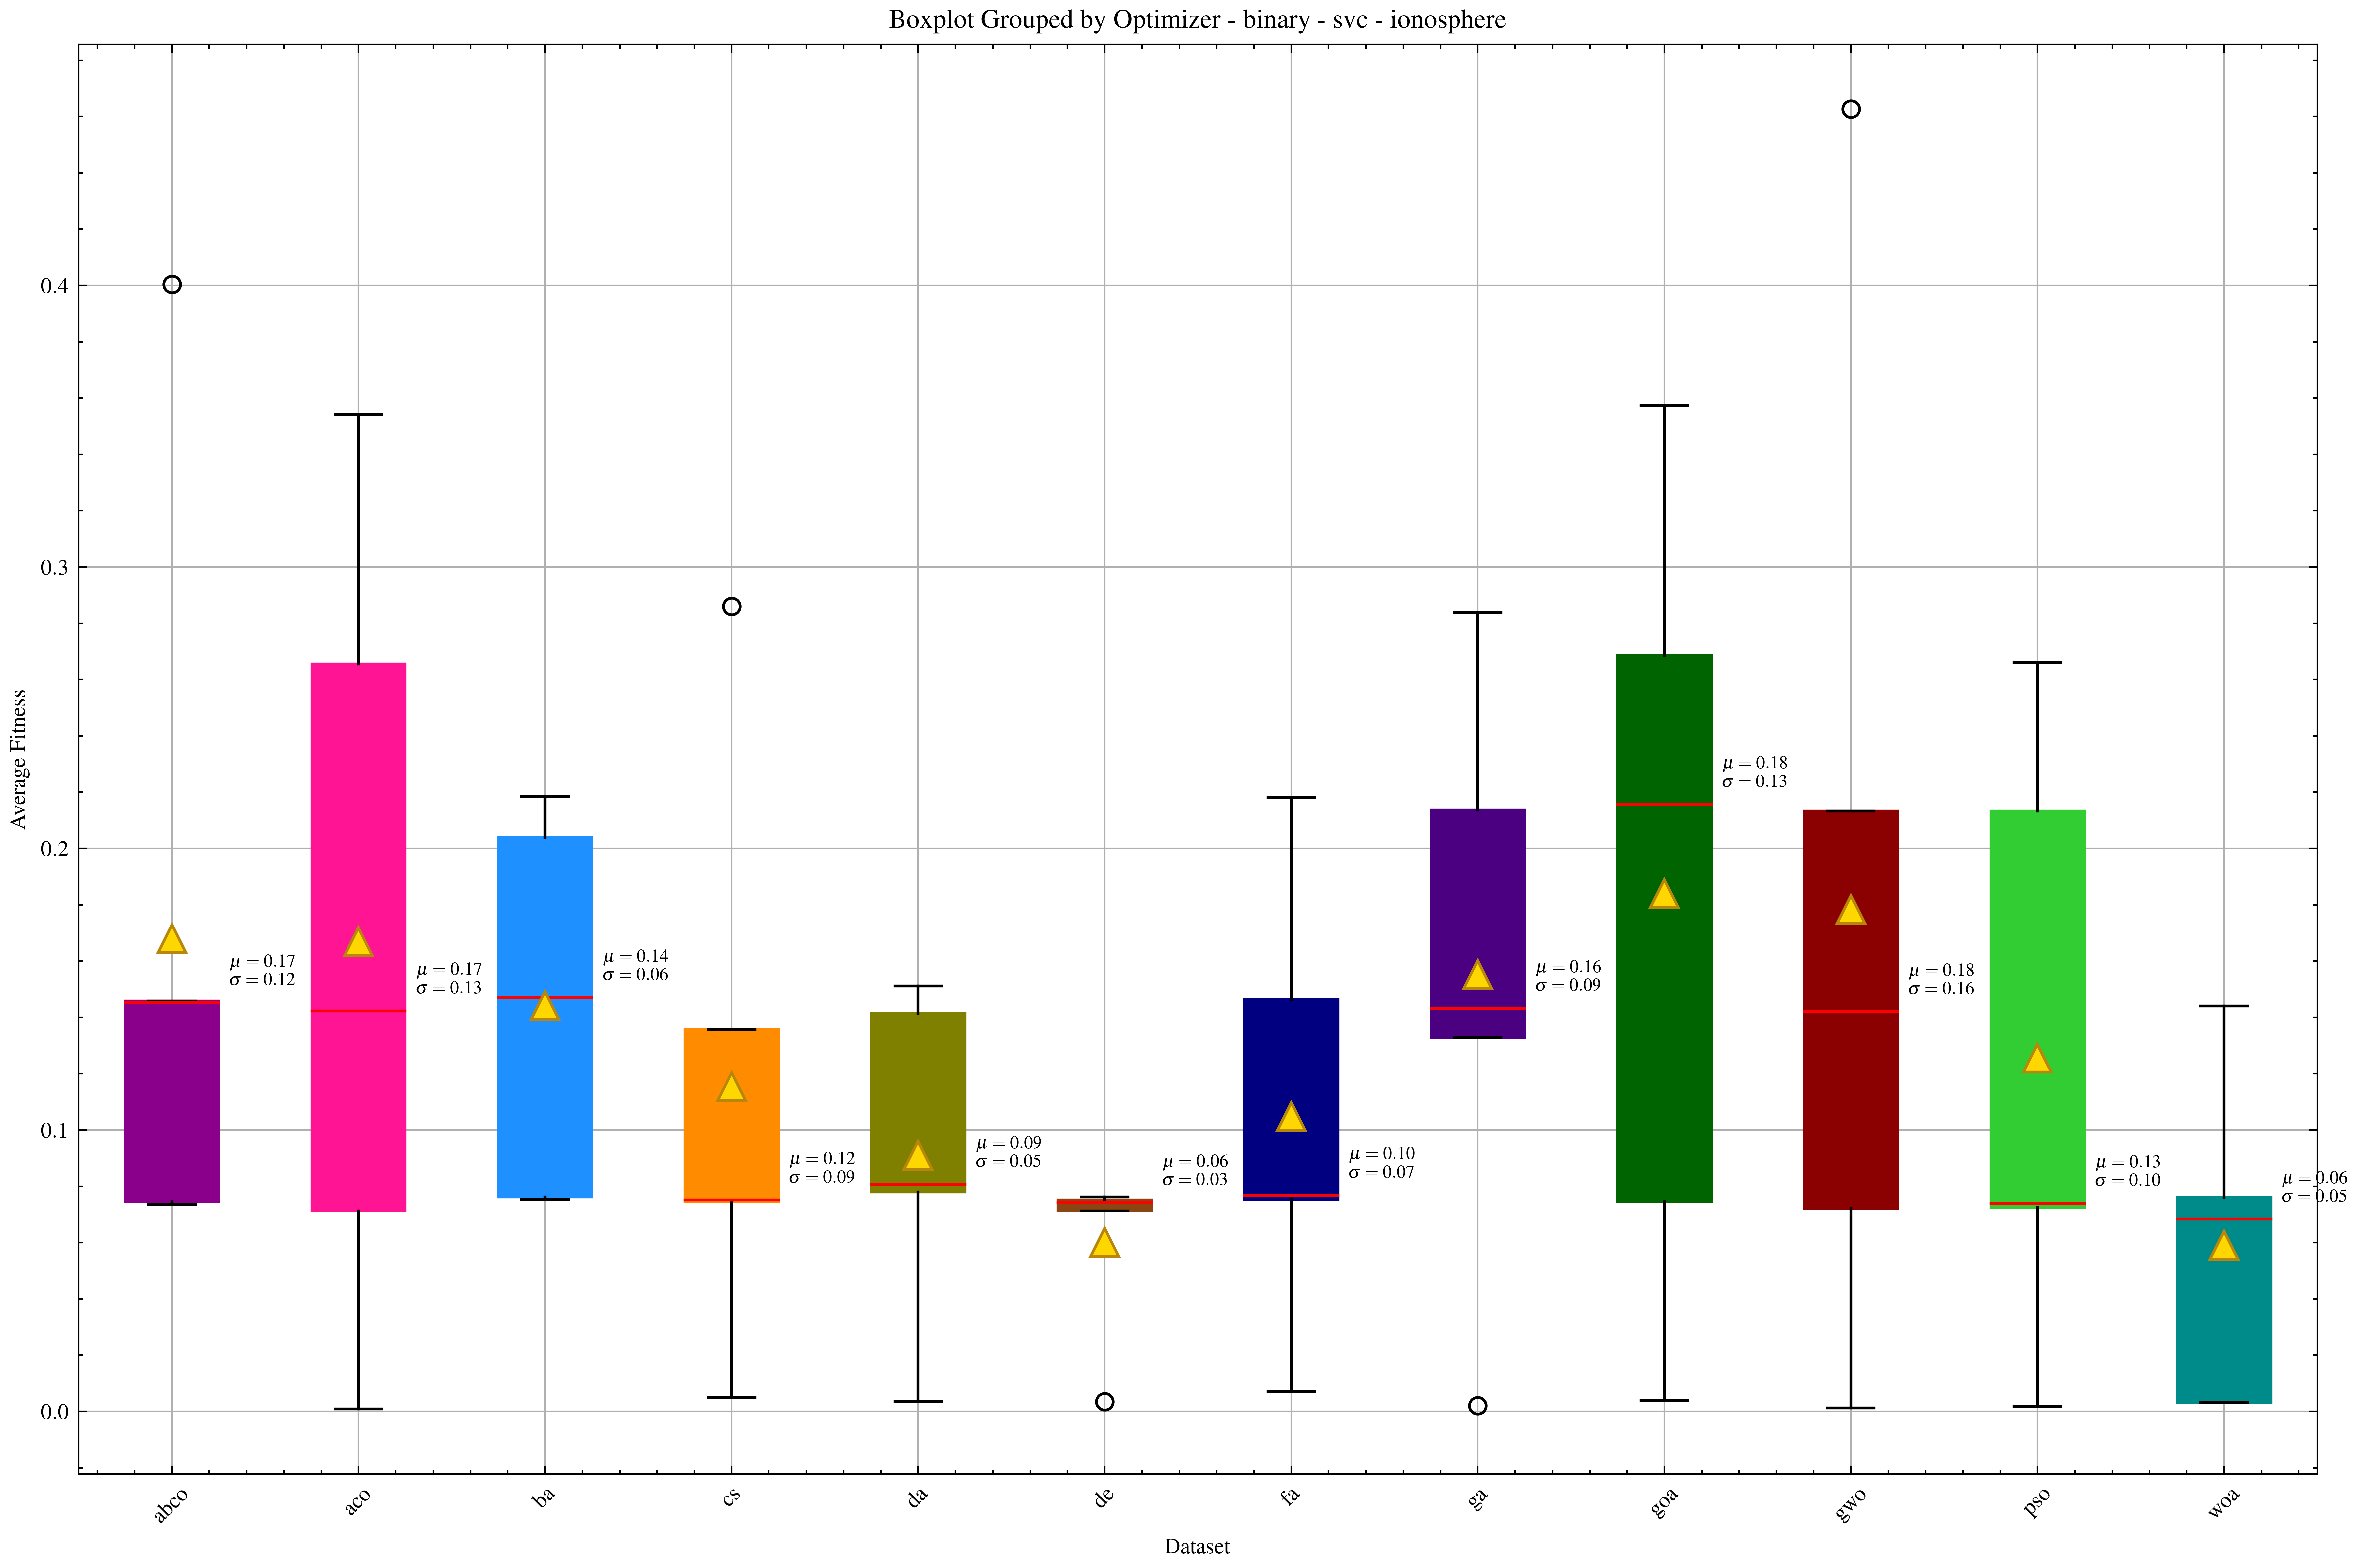 Boxplot Grouped by Optimizer - binary - svc - ionosphere
Average Fitness
0.4
0.3
0.2
0.1
0.0
μ = 0.17
σ = 0.12
μ = 0.17
σ = 0.13
μ = 0.14
σ = 0.06
μ = 0.12
σ = 0.09
μ = 0.09
σ = 0.05
μ = 0.06
σ = 0.03
μ = 0.10
σ = 0.07
μ = 0.16
σ = 0.09
μ = 0.18
σ = 0.13
μ = 0.18
σ = 0.16
μ = 0.13
σ = 0.10
μ = 0.06
σ = 0.05
abco
aco
ba
cs
da
de
fa
ga
goa
gwo
pso
woa
Dataset